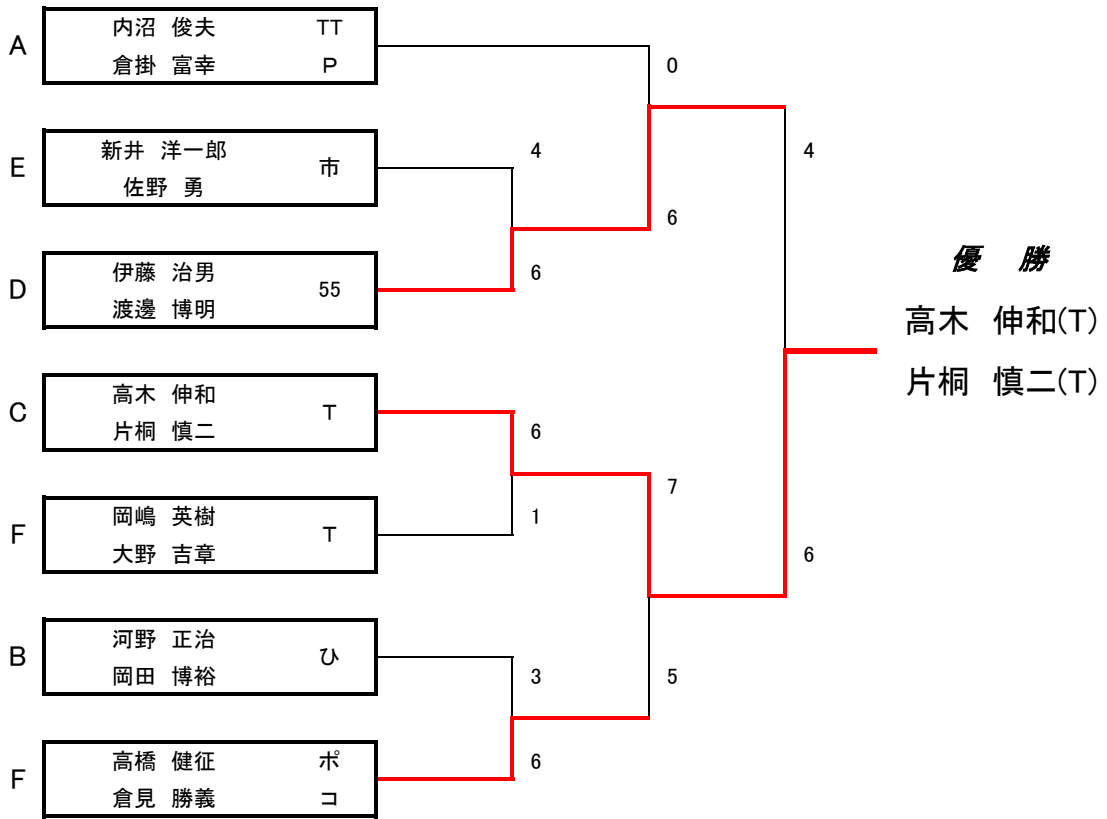 A
内沼 俊夫 TT
倉掛 富幸 P
0
E
新井 洋一郎
佐野 勇
市
4
4
6
D
伊藤 治男
渡邊 博明
55
6
優 勝
高木 伸和(T)
片桐 慎二(T)
C
高木 伸和
片桐 慎二
T
6
7
F
岡嶋 英樹
大野 吉章
T
1
6
B
河野 正治
岡田 博裕
ひ
3
5
F
高橋 健征 ポ
倉見 勝義 コ
6